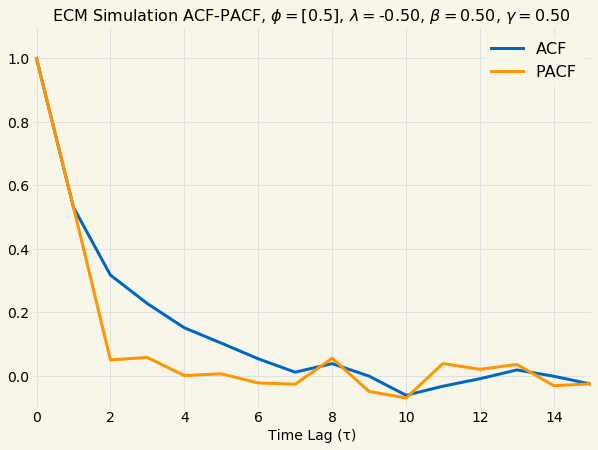 ECM Simulation ACF-PACF, ϕ = [0.5], λ = -0.50, β = 0.50, γ = 0.50
ACF
PACF
1.0
0.8
0.6
0.4
0.2
0.0
0 2 4 6 8 10 12 14
Time Lag (τ)